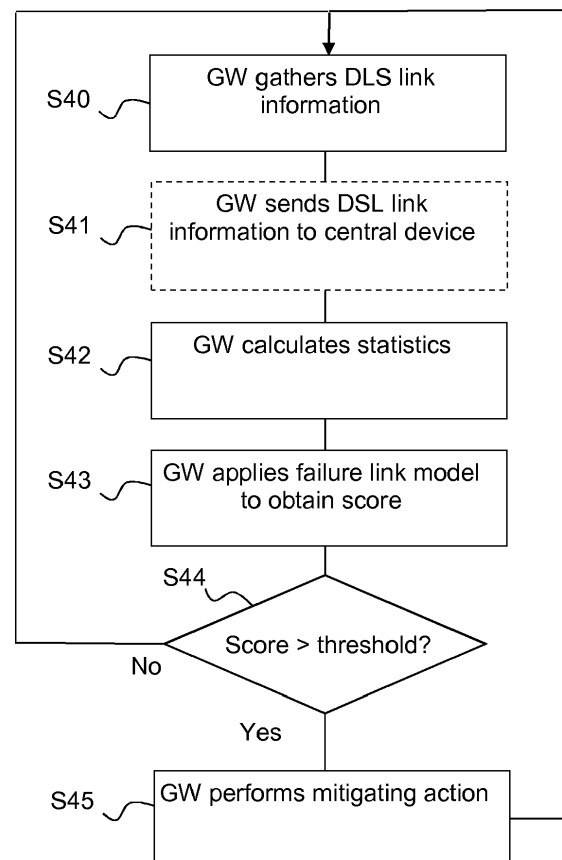 S40
GW gathers DLS link
information
S41
GW sends DSL link
information to central device
S42
GW calculates statistics
S43
GW applies failure link model
to obtain score
S44
Score > threshold?
No
Yes
S45
GW performs mitigating action